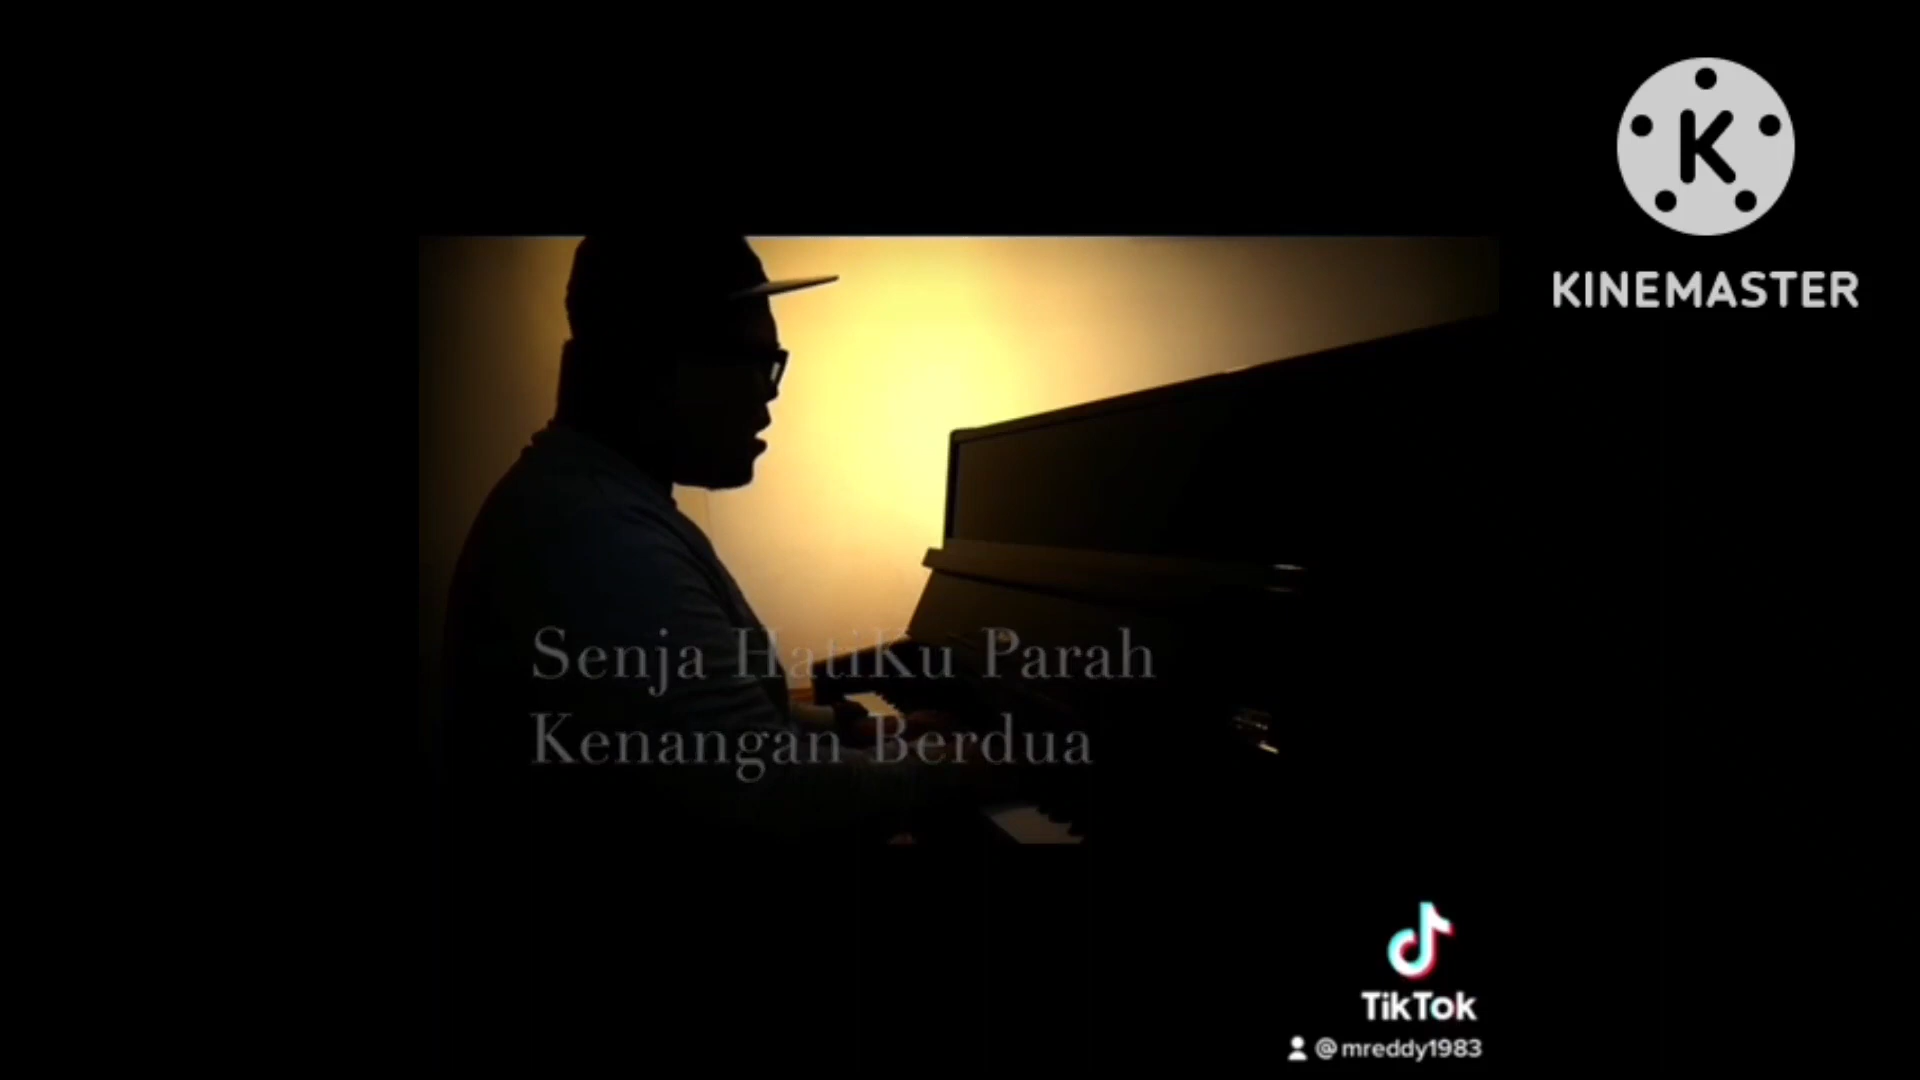 K
KINEMASTER
Senja HatiKu Parah
Kenangan Berdua
TikTok
@mreddy1983